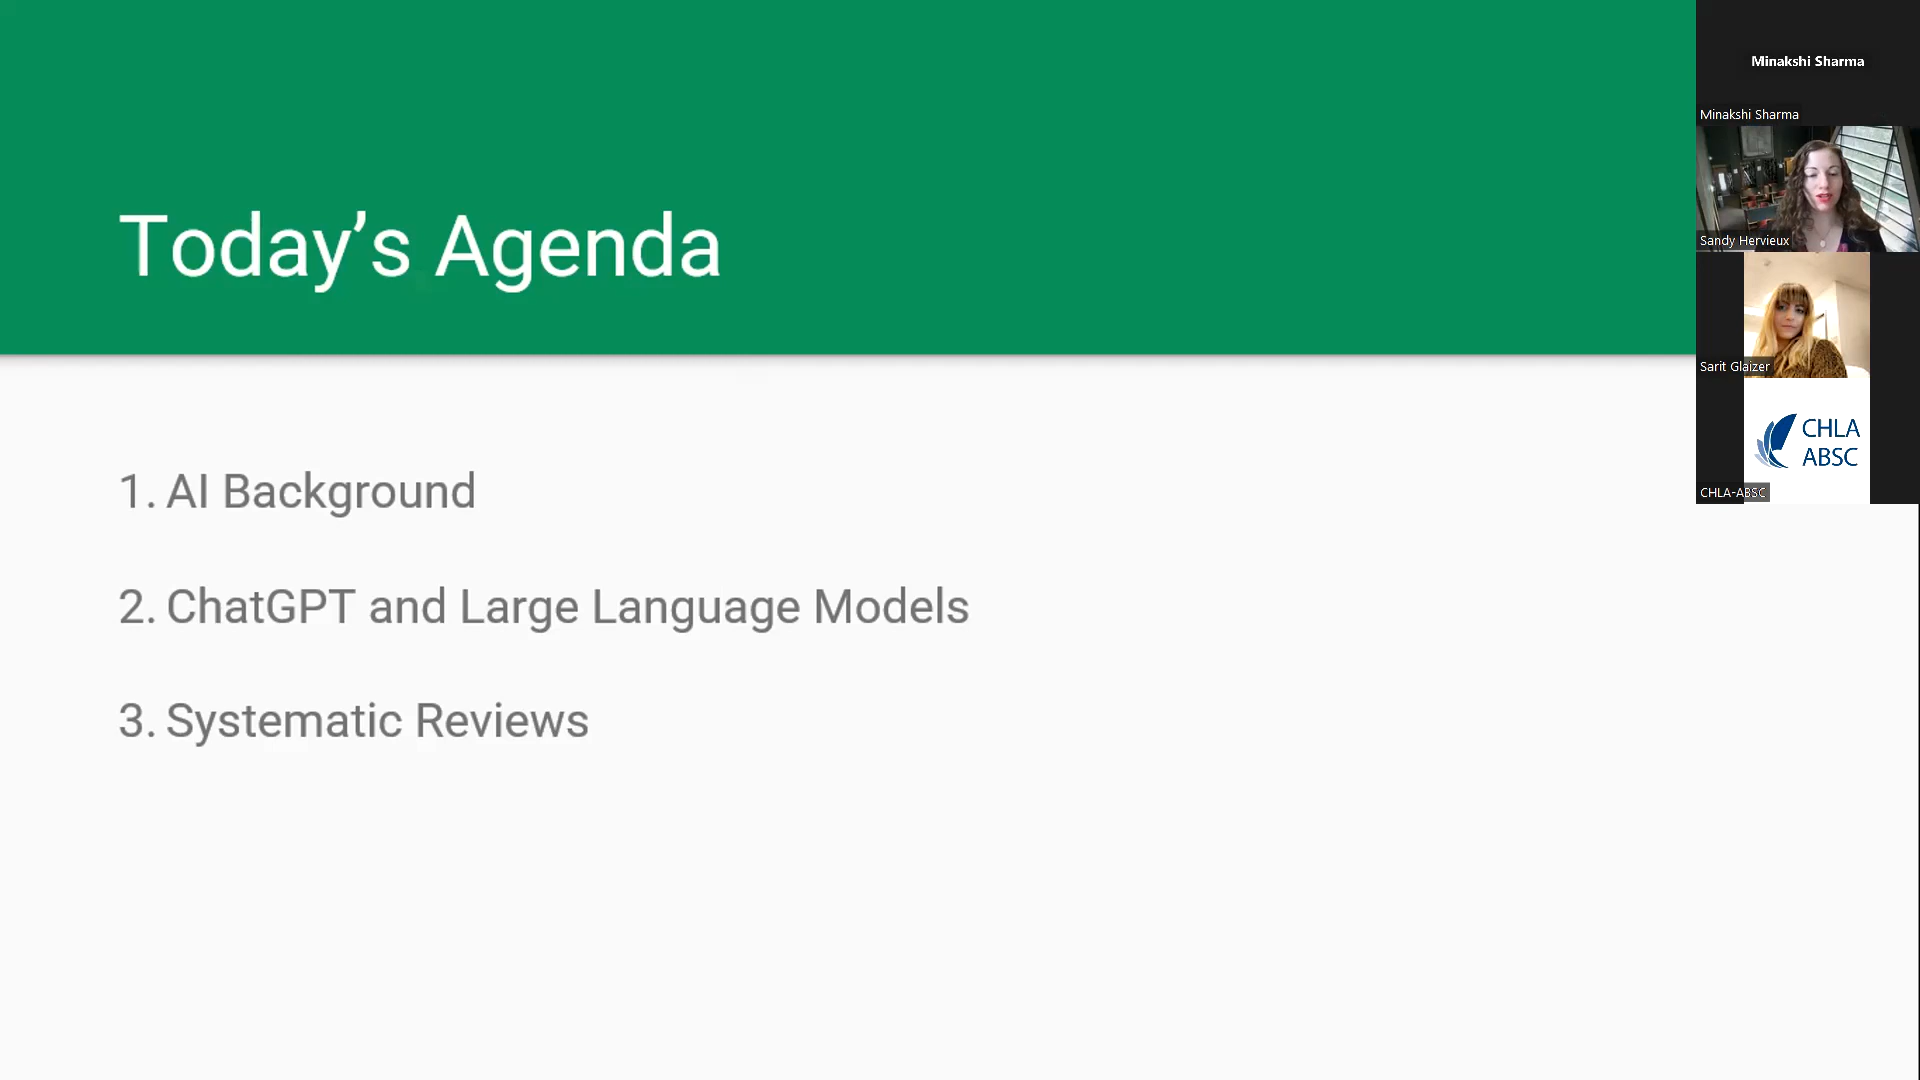 Today’s Agenda
1. AI Background
2. ChatGPT and Large Language Models
3. Systematic Reviews
Minakshi Sharma
Minakshi Sharma
Sandy Hervieux
Sarit Glaizer
CHLA
ABSC
CHLA-ABSC